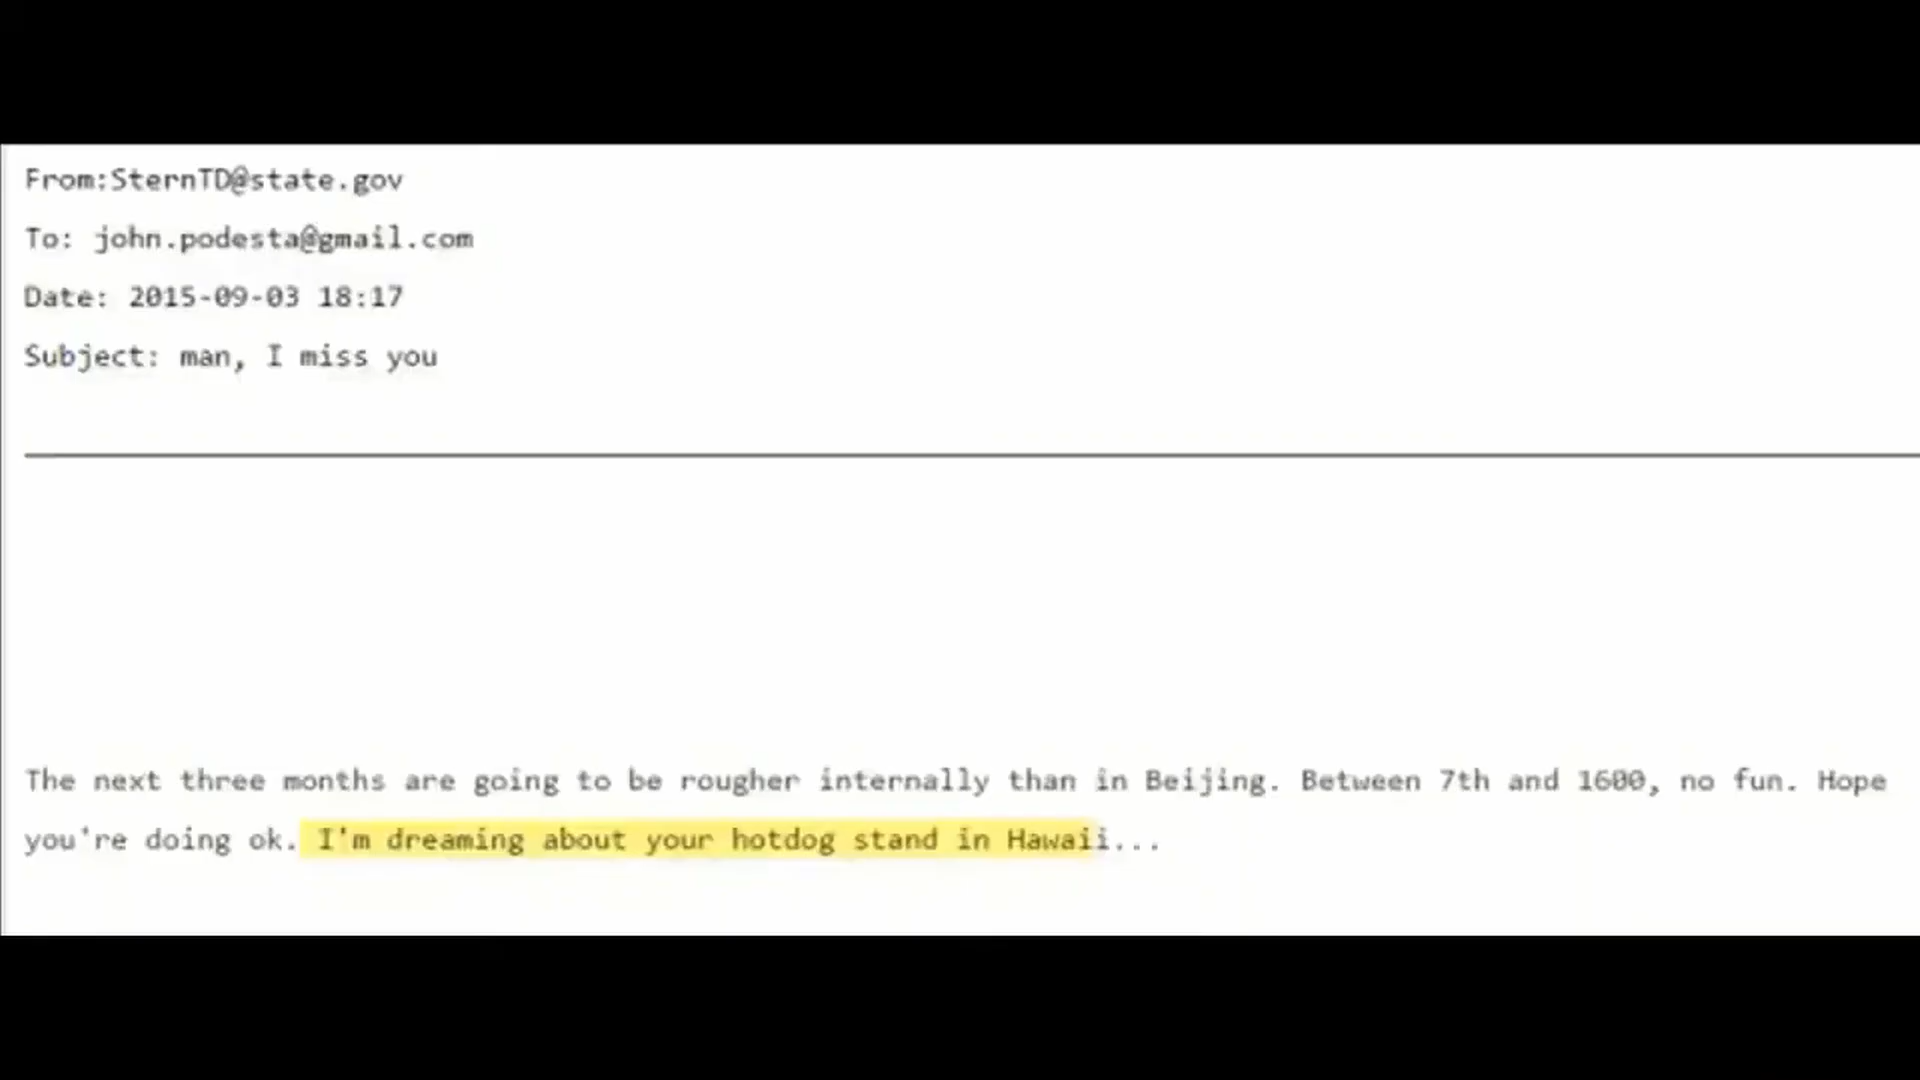 From:SternTD@state.gov
To: john.podesta@gmail.com
Date: 2015-09-03 18:17
Subject: man, I miss you
The next three months are going to be rougher internally than in Beijing. Between 7th and 1600, no fun. Hope
you're doing ok. I'm dreaming about your hotdog stand in Hawaii...